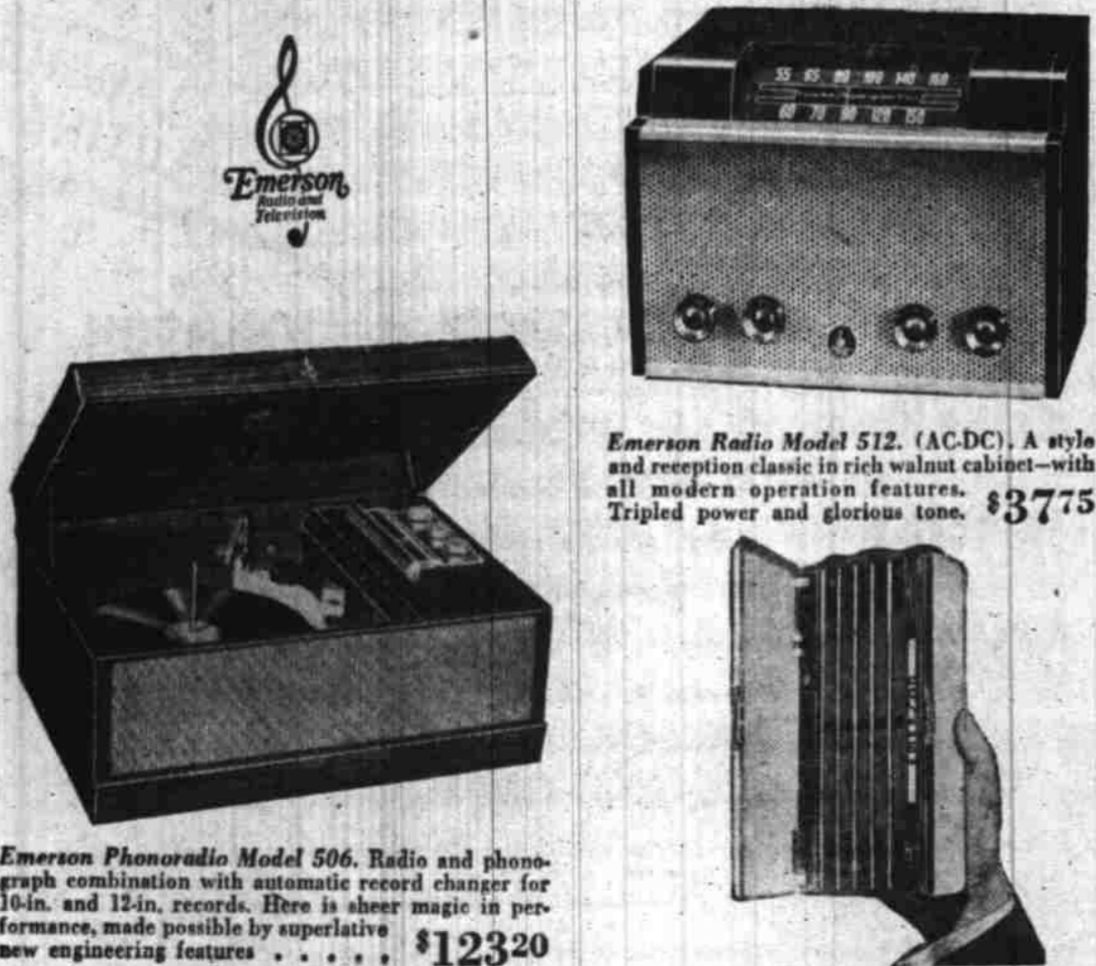 Emerson
Radio and
Television
55 65 80 100 140 160
60 70 90 120 150
Emerson Radio Model 512. (AC-DC). A style
and reception classic in rich walnut cabinet—with
all modern operation features.
Tripled power and glorious tone. $37 75
Emerson Phonoradio Model 506. Radio and phono-
graph combination with automatic record changer for
10-in. and 12-in. records. Here is sheer magic in per-
formance, made possible by superlative
new engineering features . . . . . $123 20